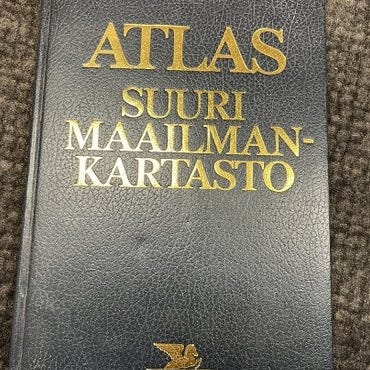 ATLAS
SUURI
MAAILMAN-
KARTASTO